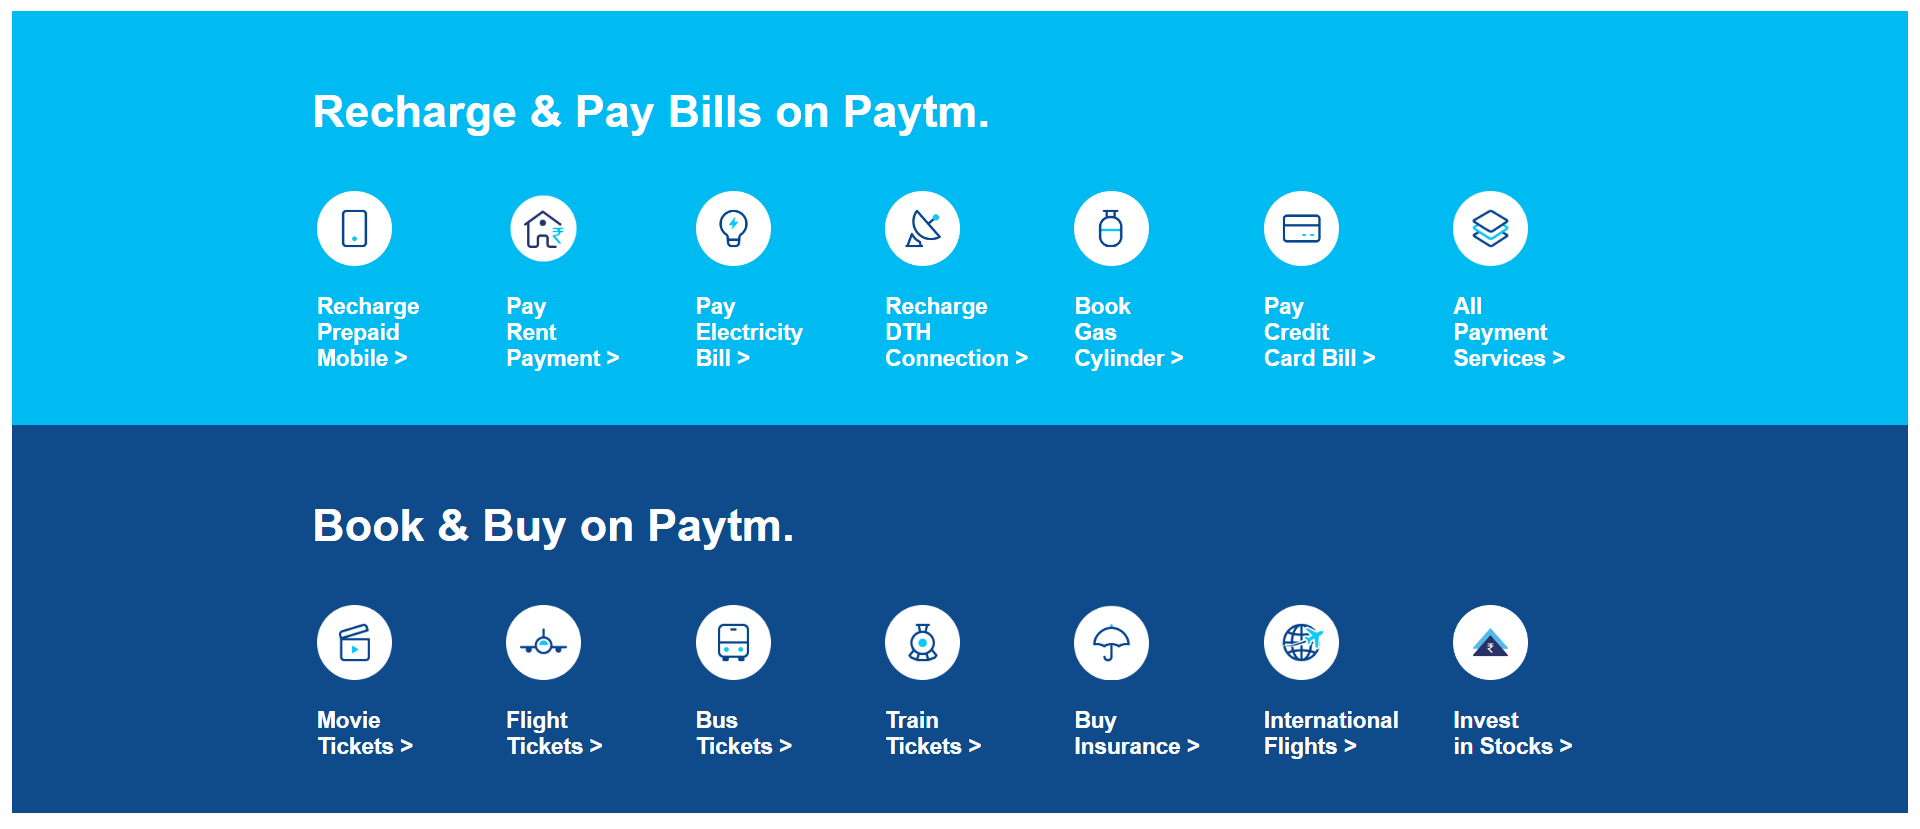 Recharge & Pay Bills on Paytm.
Recharge
Prepaid
Mobile >
Pay
Rent
Payment >
Pay
Electricity
Bill >
Recharge
DTH
Connection >
Book
Gas
Cylinder >
Pay
Credit
Card Bill >
All
Payment
Services >
Book & Buy on Paytm.
Movie
Tickets >
Flight
Tickets >
Bus
Tickets >
Train
Tickets >
Buy
Insurance >
International
Flights >
Invest
in Stocks >